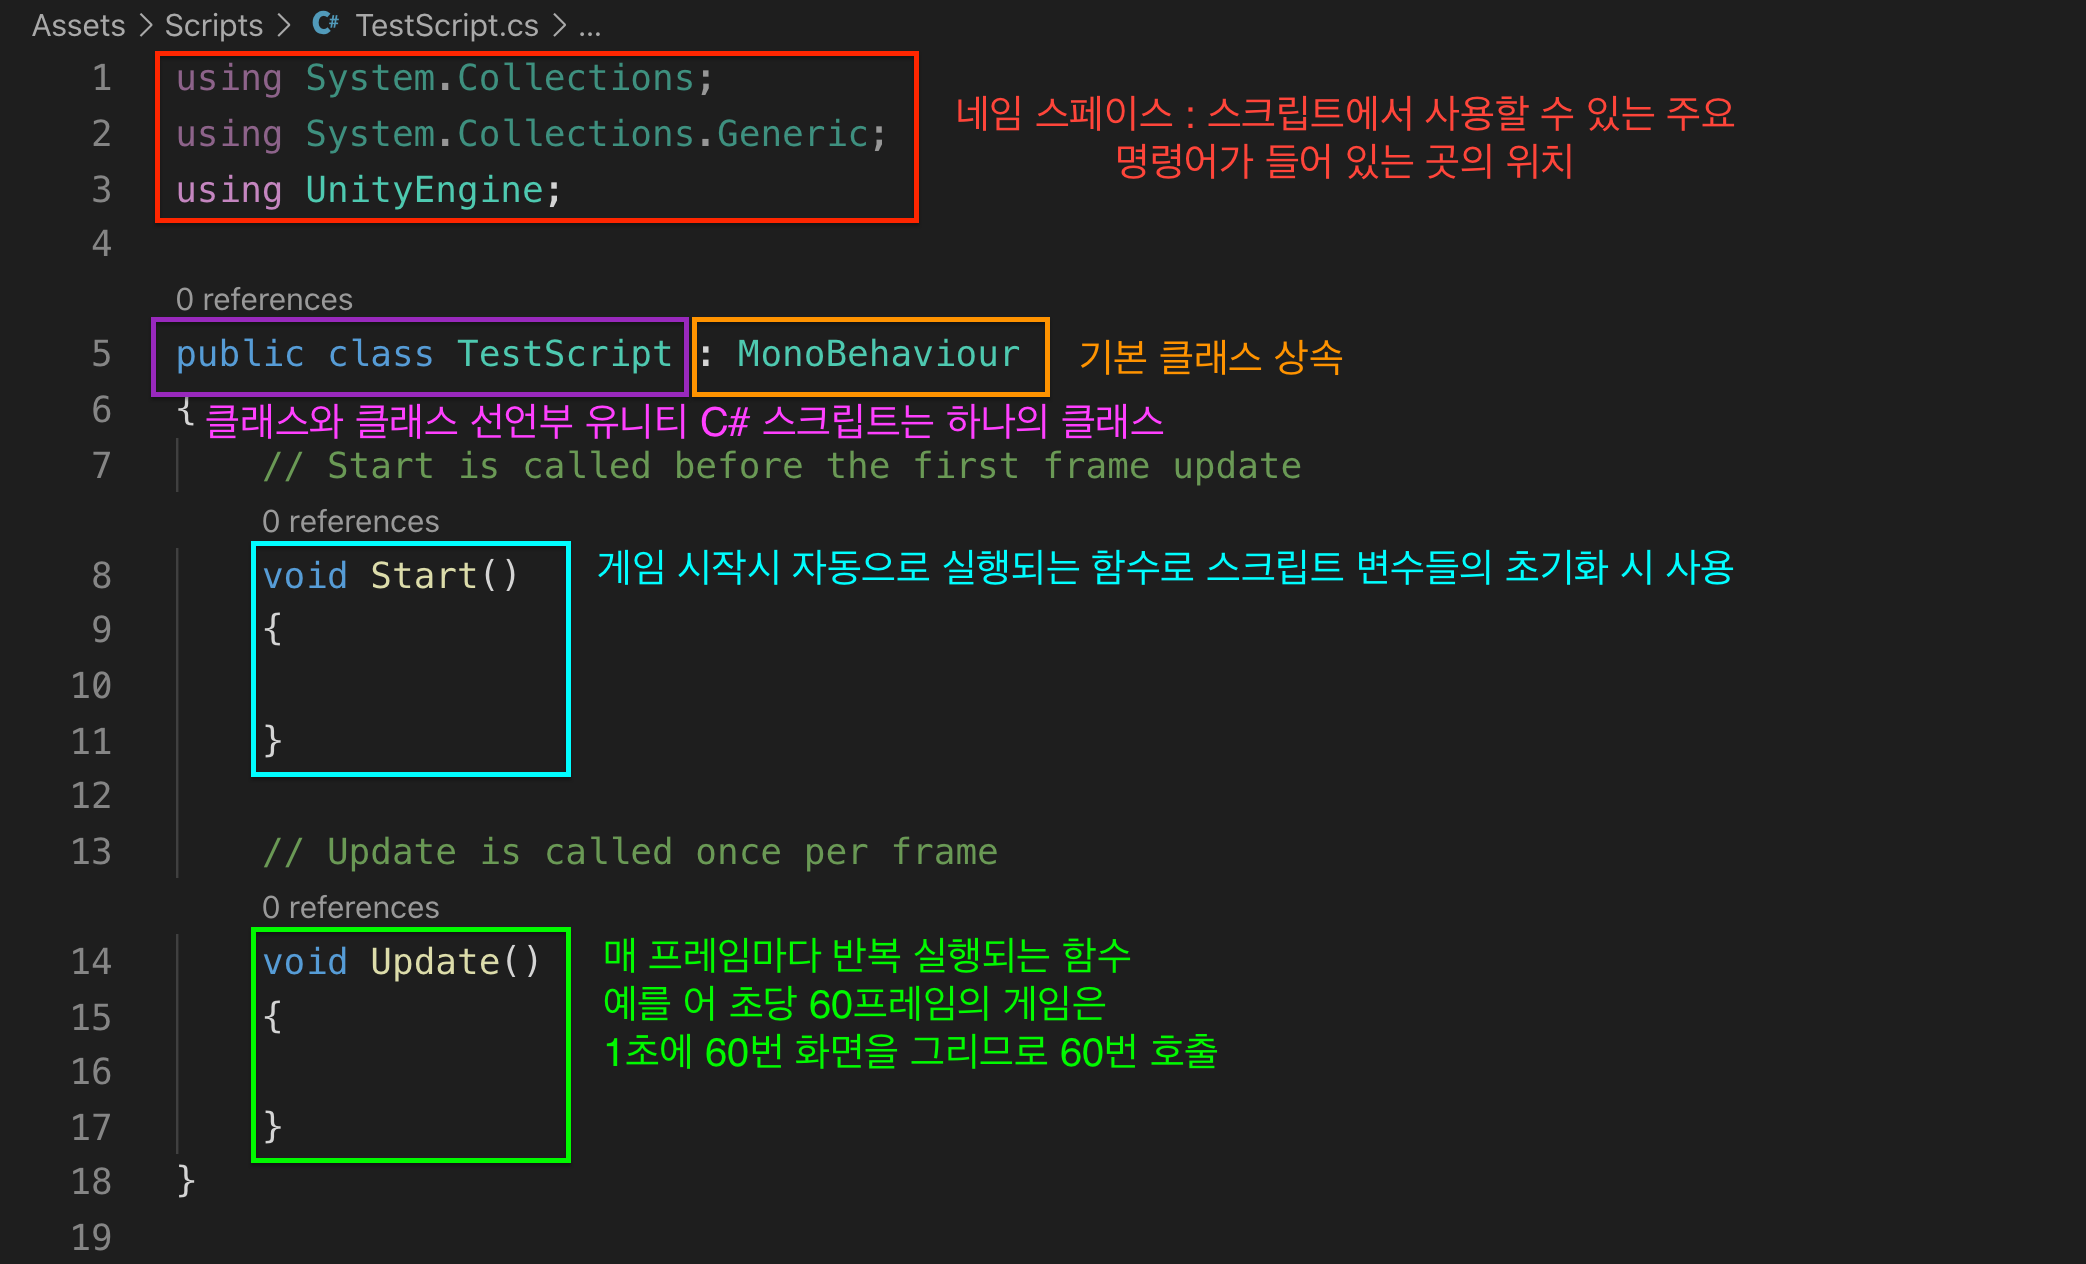 Assets > Scripts > C# TestScript.cs > ...
1 using System.Collections;
2 using System.Collections.Generic;
3 using UnityEngine;
네임 스페이스 : 스크립트에서 사용할 수 있는 주요
명령어가 들어 있는 곳의 위치
4
0 references
5 public class TestScript : MonoBehaviour 기본 클래스 상속
6 { 클래스와 클래스 선언부 유니티 C# 스크립트는 하나의 클래스
7 // Start is called before the first frame update
0 references
8 void Start() 게임 시작시 자동으로 실행되는 함수로 스크립트 변수들의 초기화 시 사용
9 {
10
11 }
12
13 // Update is called once per frame
0 references
14 void Update() 매 프레임마다 반복 실행되는 함수
15 { 예를 어 초당 60프레임의 게임은
16 1초에 60번 화면을 그리므로 60번 호출
17 }
18 }
19